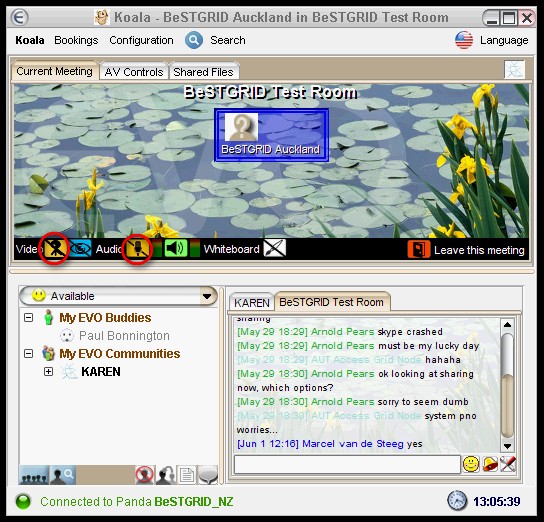 Koala - BeSTGRID Auckland in BeSTGRID Test Room
Koala Bookings Configuration Search Language
Current Meeting AV Controls Shared Files
BeSTGRID Test Room
BeSTGRID Auckland
Video Audio Whiteboard Leave this meeting
Available
My EVO Buddies
Paul Bonnington
My EVO Communities
KAREN
KAREN BeSTGRID Test Room
sharing
[May 29 18:29] Arnold Pears skype crashed
[May 29 18:29] Arnold Pears must be my lucky day
[May 29 18:29] AUT Access Grid Node hahaha
[May 29 18:30] Arnold Pears ok looking at sharing
now, which options?
[May 29 18:30] Arnold Pears sorry to seem dumb
[May 29 18:30] AUT Access Grid Node system pno
worries...
[Jun 1 12:16] Marcel van de Steeg yes
Connected to Panda BeSTGRID_NZ 13:05:39